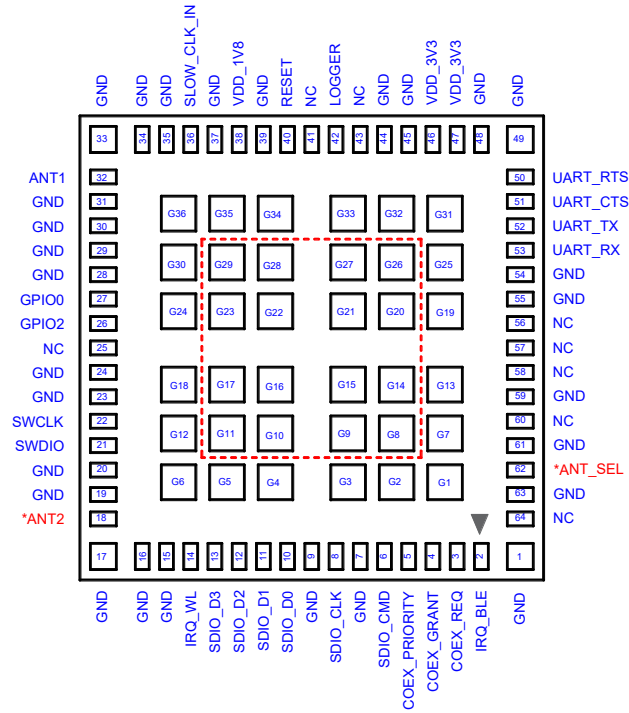 GND GND GND SLOW_CLK_IN GND VDD_1V8 GND RESET NC LOGGER NC GND GND VDD_3V3 VDD_3V3 GND GND
33 34 35 36 37 38 39 40 41 42 43 44 45 46 47 48 49
ANT1 32 50 UART_RTS
GND 31 G36 G35 G34 G33 G32 G31 51 UART_CTS
GND 30 52 UART_TX
GND 29 53 UART_RX
GND 28 G30 G29 G28 G27 G26 G25 54 GND
GPIO0 27 55 GND
GPIO2 26 G24 G23 G22 G21 G20 G19 56 NC
NC 25 57 NC
GND 24 58 NC
GND 23 G18 G17 G16 G15 G14 G13 59 GND
SWCLK 22 60 NC
SWDIO 21 G12 G11 G10 G9 G8 G7 61 GND
GND 20 62 *ANT_SEL
GND 19 G6 G5 G4 G3 G2 G1 63 GND
*ANT2 18 64 NC
17 16 15 14 13 12 11 10 9 8 7 6 5 4 3 2 1
GND GND GND IRQ_WL SDIO_D3 SDIO_D2 SDIO_D1 SDIO_D0 GND SDIO_CLK GND SDIO_CMD COEX_PRIORITY COEX_GRANT COEX_REQ IRQ_BLE GND